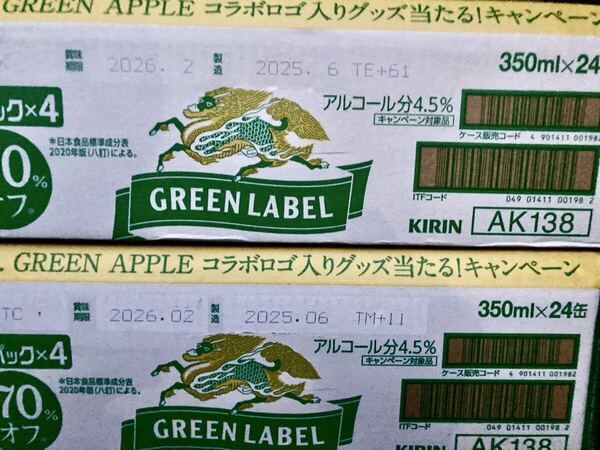 GREEN APPLE コラボロゴ入りグッズ当たる!キャンペーン
賞味期限 2026. 2 製造 2025. 6 TE+61
350ml×24
ック×4
0%
オフ。
*日本食品標準成分表
2020年版(八訂)による。
アルコール分4.5%
キャンペーン対象品
ケース販売コード 4 901411 001982
ITFコード 049 01411 00198 2
GREEN LABEL
KIRIN AK138
. GREEN APPLE コラボロゴ入りグッズ当たる!キャンペーン
TC 賞味期限 2026.02 製造 2025.06 TM+11
350ml×24缶
パック×4
70%
オフ。
*日本食品標準成分表
2020年版(八訂)による。
アルコール分4.5%
キャンペーン対象品
ケース販売コード 4 901411 001982
ITFコード 049 01411 00198 2
GREEN LABEL
KIRIN AK138